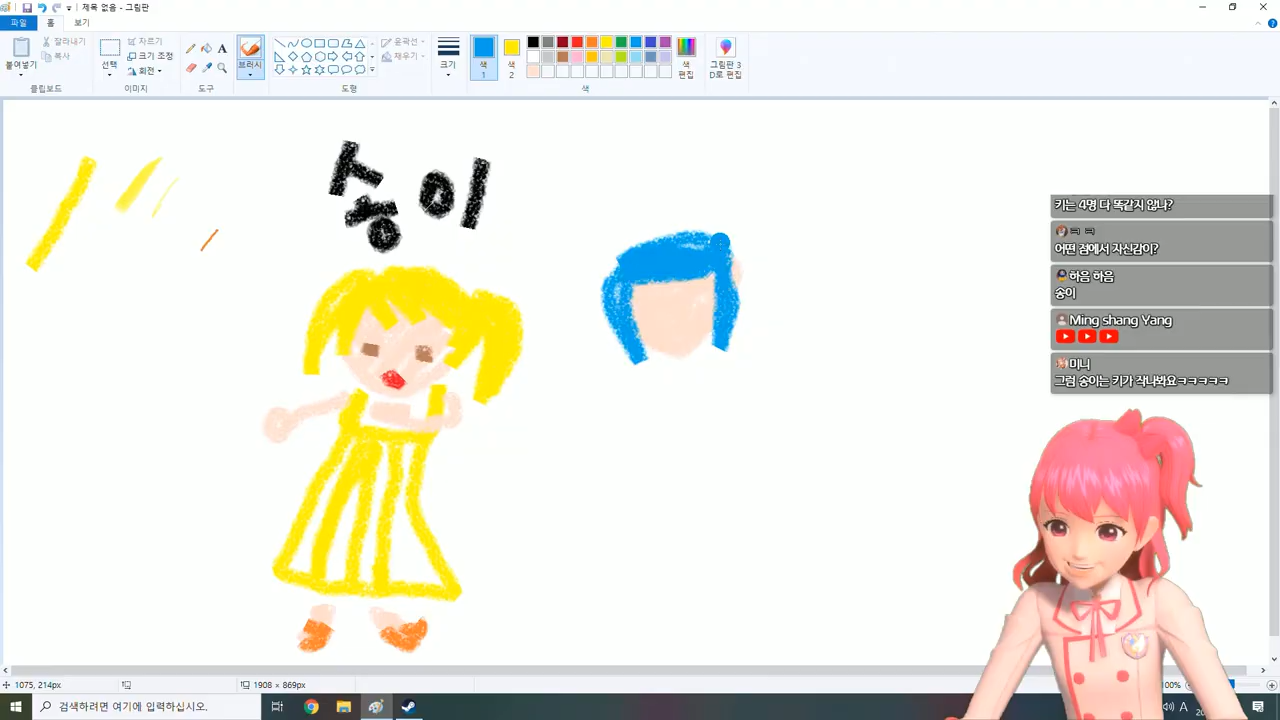 제목 없음 - 그림판
파일 홈 보기
붙여넣기
잘라내기
복사
클립보드
선택
자르기
크기 조정
회전
이미지
A
도구
브러시
윤곽선
채우기
도형
크기
색 1
색 2
색
색 편집
그림판 3D로 편집
송이
키는 4명 다 똑같지 않나?
ㅋ ㅋ
어떤 점에서 자신감이?
하음 하음
송이
Ming shang Yang
미니
그럼 송이는 키가 작나봐요ㅋㅋㅋㅋㅋ
1075, 214px
1908 × 869px
00%
검색하려면 여기에 입력하십시오.
A